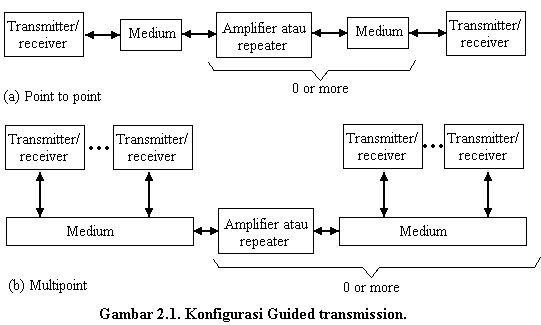 Transmitter/
receiver
Medium
Amplifier atau
repeater
Medium
Transmitter/
receiver
0 or more
(a) Point to point
Transmitter/
receiver
Transmitter/
receiver
Transmitter/
receiver
Transmitter/
receiver
Medium
Amplifier atau
repeater
Medium
(b) Multipoint
0 or more
Gambar 2.1. Konfigurasi Guided transmission.